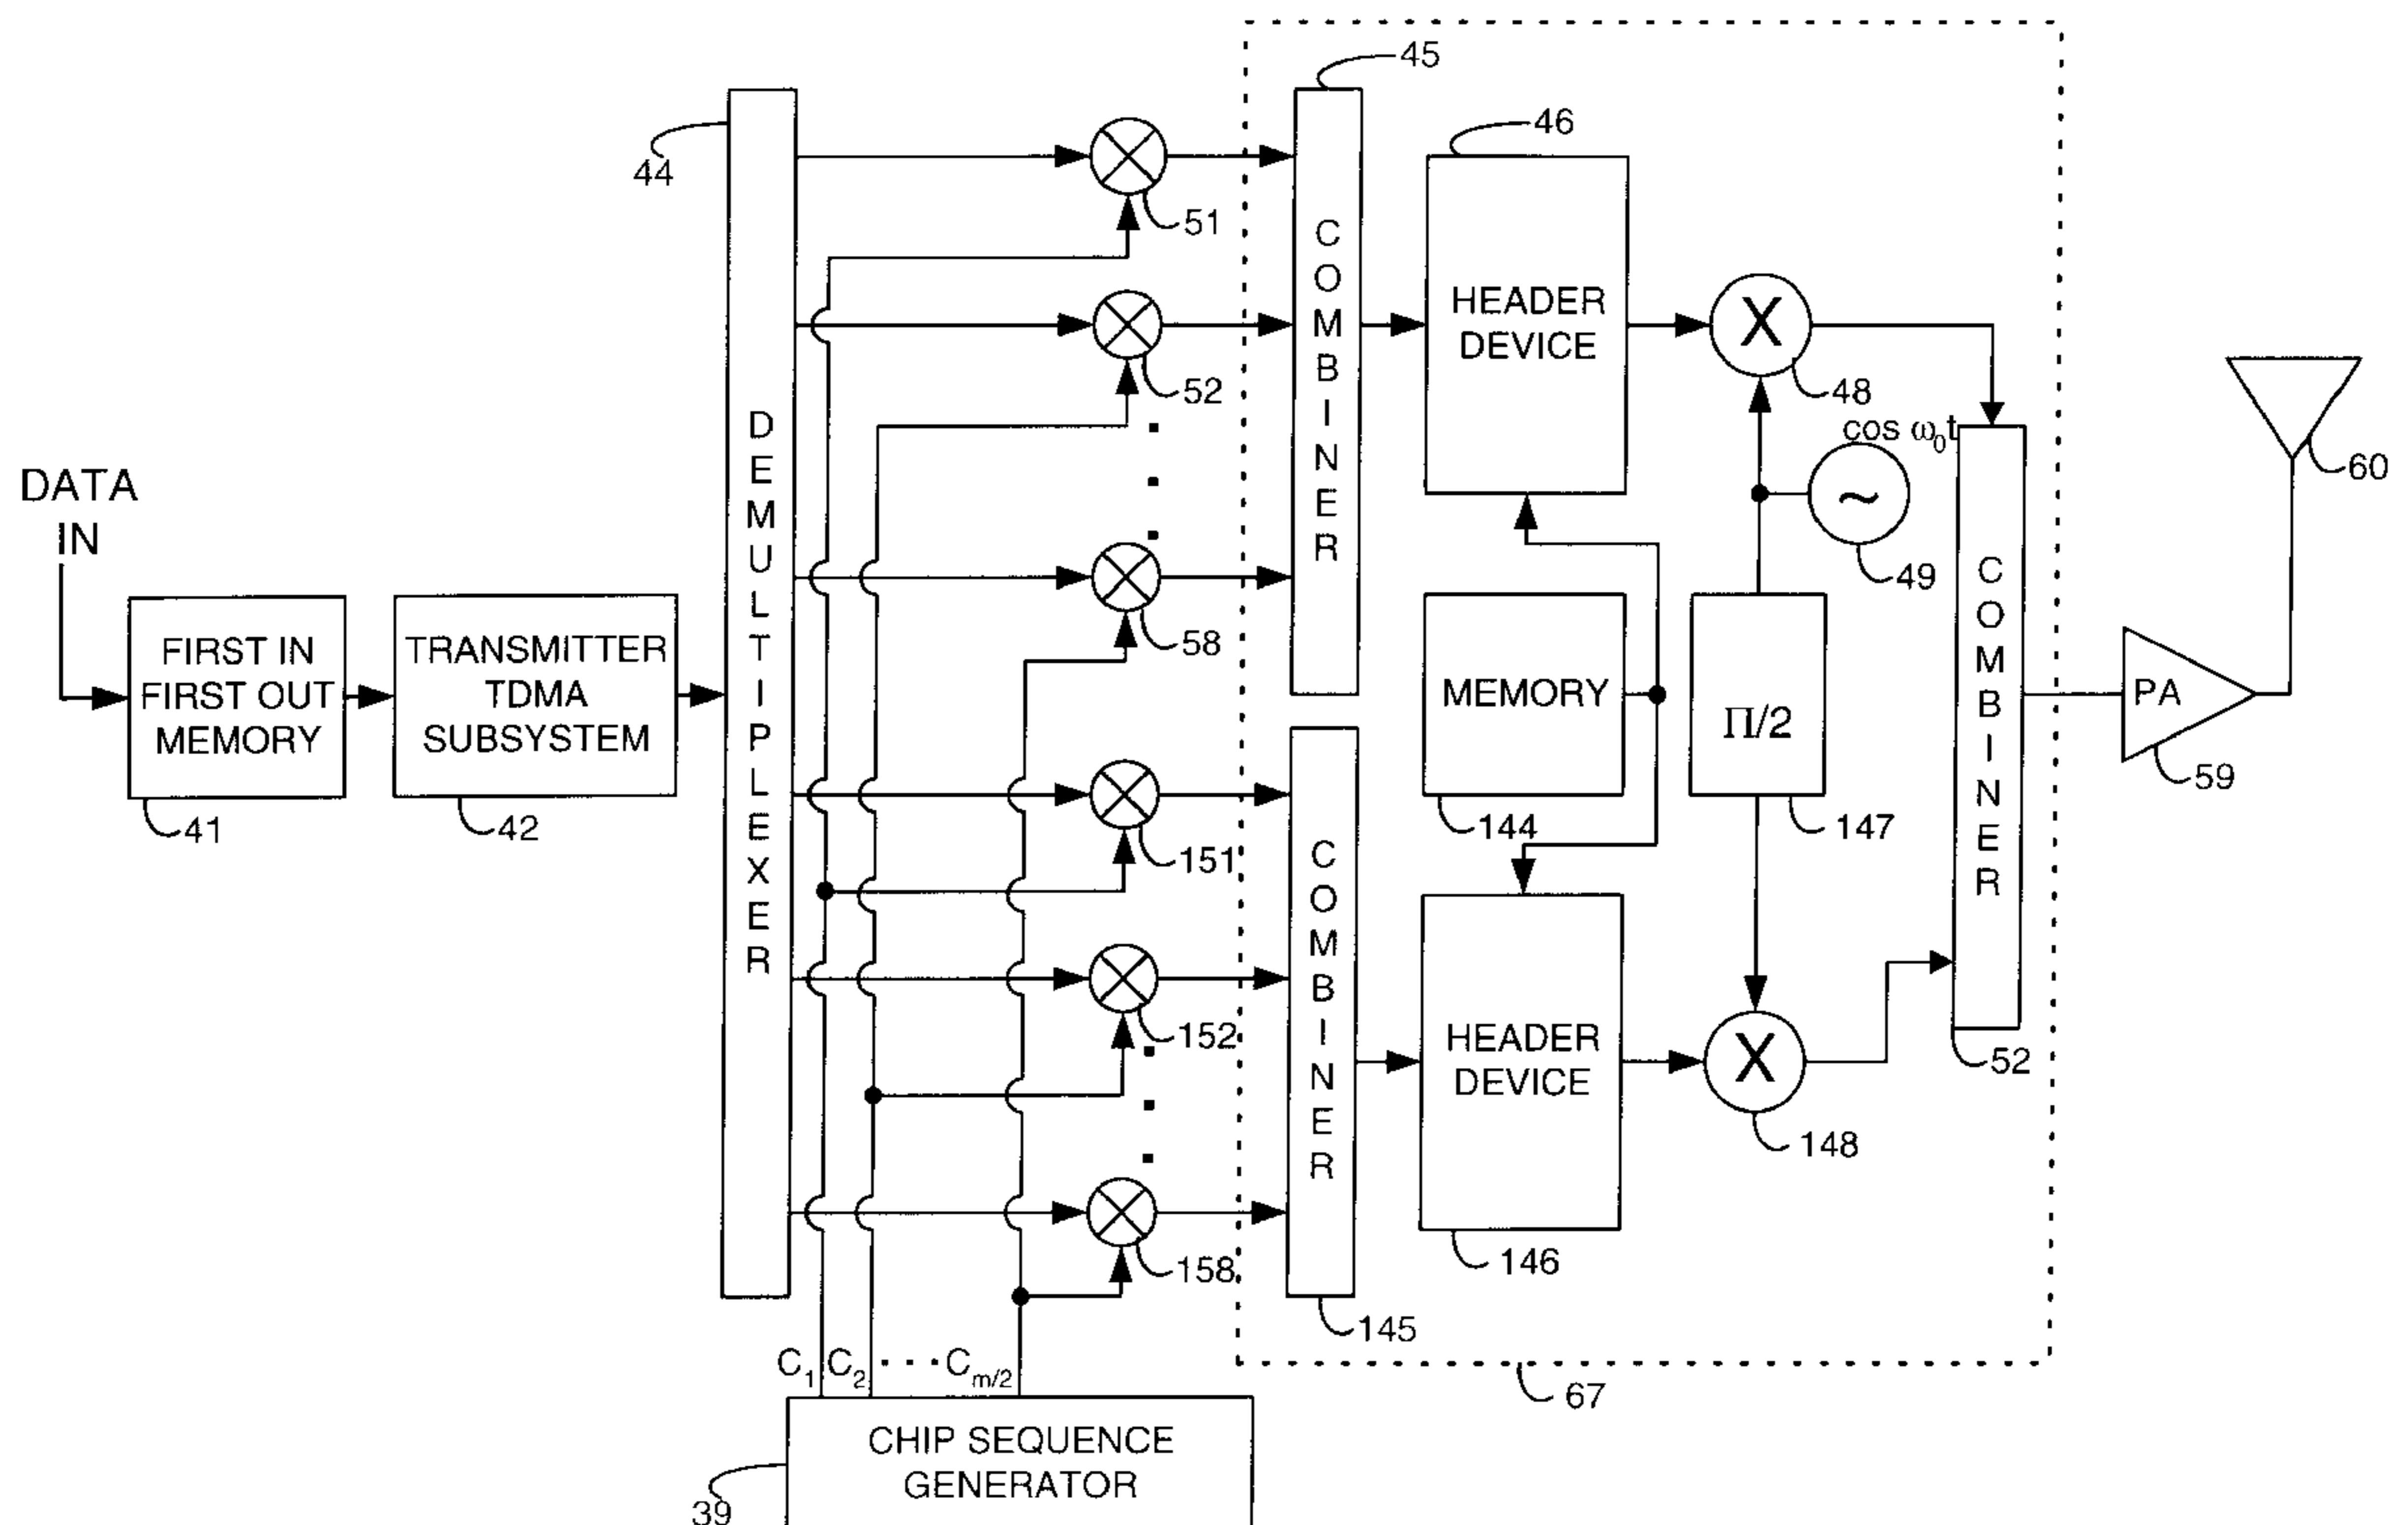 DATA
IN
FIRST IN
FIRST OUT
MEMORY
41
TRANSMITTER
TDMA
SUBSYSTEM
42
44
DEMULTIPLEXER
51
52
58
151
152
158
C1 C2 ··· Cm/2
CHIP SEQUENCE
GENERATOR
39
45
COMBINER
46
HEADER
DEVICE
X
48
cos ω0t
~
49
MEMORY
144
Π/2
147
COMBINER
145
HEADER
DEVICE
146
X
148
COMBINER
52
67
PA
59
60